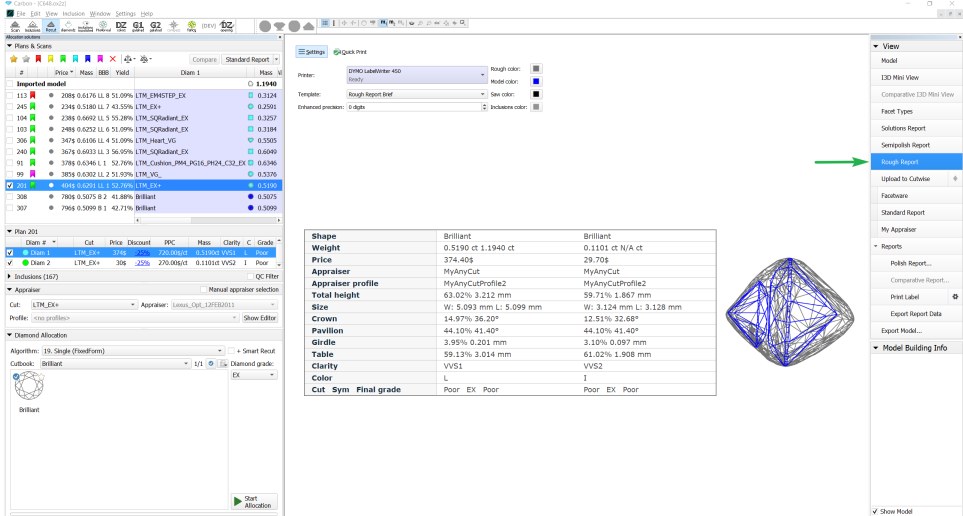 Carbon - [C648.os2z]
File Edit View Inclusion Window Settings Help
Scan Inclusions Recut diamonds Preformed DZ G1 G2 Fancy [DEV] DZ
Allocation solutions
Plans & Scans
Compare Standard Report
# Price Mass BBB Yield Diam 1 Mass
Imported model 1.1940
113 208$ 0.6176 LL 8 51.09% LTM_EM4STEP_EX 0.3124
245 234$ 0.5180 LL 7 43.55% LTM_EX+ 0.2591
104 238$ 0.6692 LL 5 55.28% LTM_SQRadiant_EX 0.3257
103 248$ 0.6252 LL 6 51.09% LTM_SQRadiant_EX 0.3184
306 347$ 0.6106 LL 4 51.09% LTM_Heart_VG 0.5505
240 367$ 0.6933 LL 3 56.95% LTM_SQRadiant_EX 0.6049
91 378$ 0.6346 L 1 52.76% LTM_Cushion_PM4_PG16_PH24_C32_EX 0.6346
99 385$ 0.6302 LL 2 51.93% LTM_VG_ 0.5376
201 404$ 0.6291 LL 1 52.76% LTM_EX+ 0.5190
308 780$ 0.5075 B 2 41.88% Brilliant 0.5075
307 796$ 0.5099 B 1 42.71% Brilliant 0.5099
Plan 201
Diam # Cut Price Discount PPC Mass Clarity C Grade
Diam 1 LTM_EX+ 374$ -25% 720.00$/ct 0.5190ct VVS1 L Poor
Diam 2 LTM_EX+ 30$ -25% 270.00$/ct 0.1101ct VVS2 I Poor
Inclusions (167) QC Filter
Appraiser Manual appraiser selection
Cut: LTM_EX+ Appraiser: Lexus_Opt_12FEB2011
Profile: <no profiles> Show Editor
Diamond Allocation
Algorithm: 19. Single (FixedForm) + Smart Recut
Cutbook: Brilliant 1/1 Diamond grade:
EX
Brilliant
Start
Allocation
Settings Quick Print
Printer: DYMO LabelWriter 450
Ready
Rough color:
Model color:
Template: Rough Report Brief Saw color:
Enhanced precision: 0 digits Inclusions color:
Shape Brilliant Brilliant
Weight 0.5190 ct 1.1940 ct 0.1101 ct N/A ct
Price 374.40$ 29.70$
Appraiser MyAnyCut MyAnyCut
Appraiser profile MyAnyCutProfile2 MyAnyCutProfile2
Total height 63.02% 3.212 mm 59.71% 1.867 mm
Size W: 5.093 mm L: 5.099 mm W: 3.124 mm L: 3.128 mm
Crown 14.97% 36.20° 12.51% 32.68°
Pavilion 44.10% 41.40° 44.10% 41.40°
Girdle 3.95% 0.201 mm 3.10% 0.097 mm
Table 59.13% 3.014 mm 61.02% 1.908 mm
Clarity VVS1 VVS2
Color L I
Cut Sym Final grade Poor EX Poor Poor EX Poor
View
Model
I3D Mini View
Comparative I3D Mini View
Facet Types
Solutions Report
Semipolish Report
Rough Report
Upload to Cutwise
Facetware
Standard Report
My Appraiser
Reports
Polish Report...
Comparative Report...
Print Label
Export Report Data
Export Model...
Model Building Info
Show Model